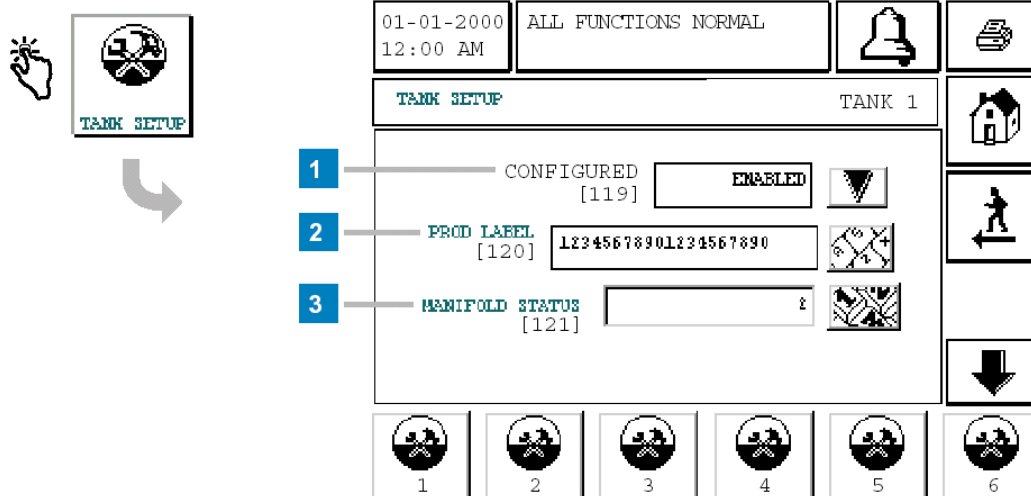 TANK SETUP
01-01-2000
12:00 AM
ALL FUNCTIONS NORMAL
TANK SETUP
TANK 1
1
CONFIGURED
[119]
ENABLED
2
PROD LABEL
[120]
12345678901234567890
3
MANIFOLD STATUS
[121]
1
2
3
4
5
6